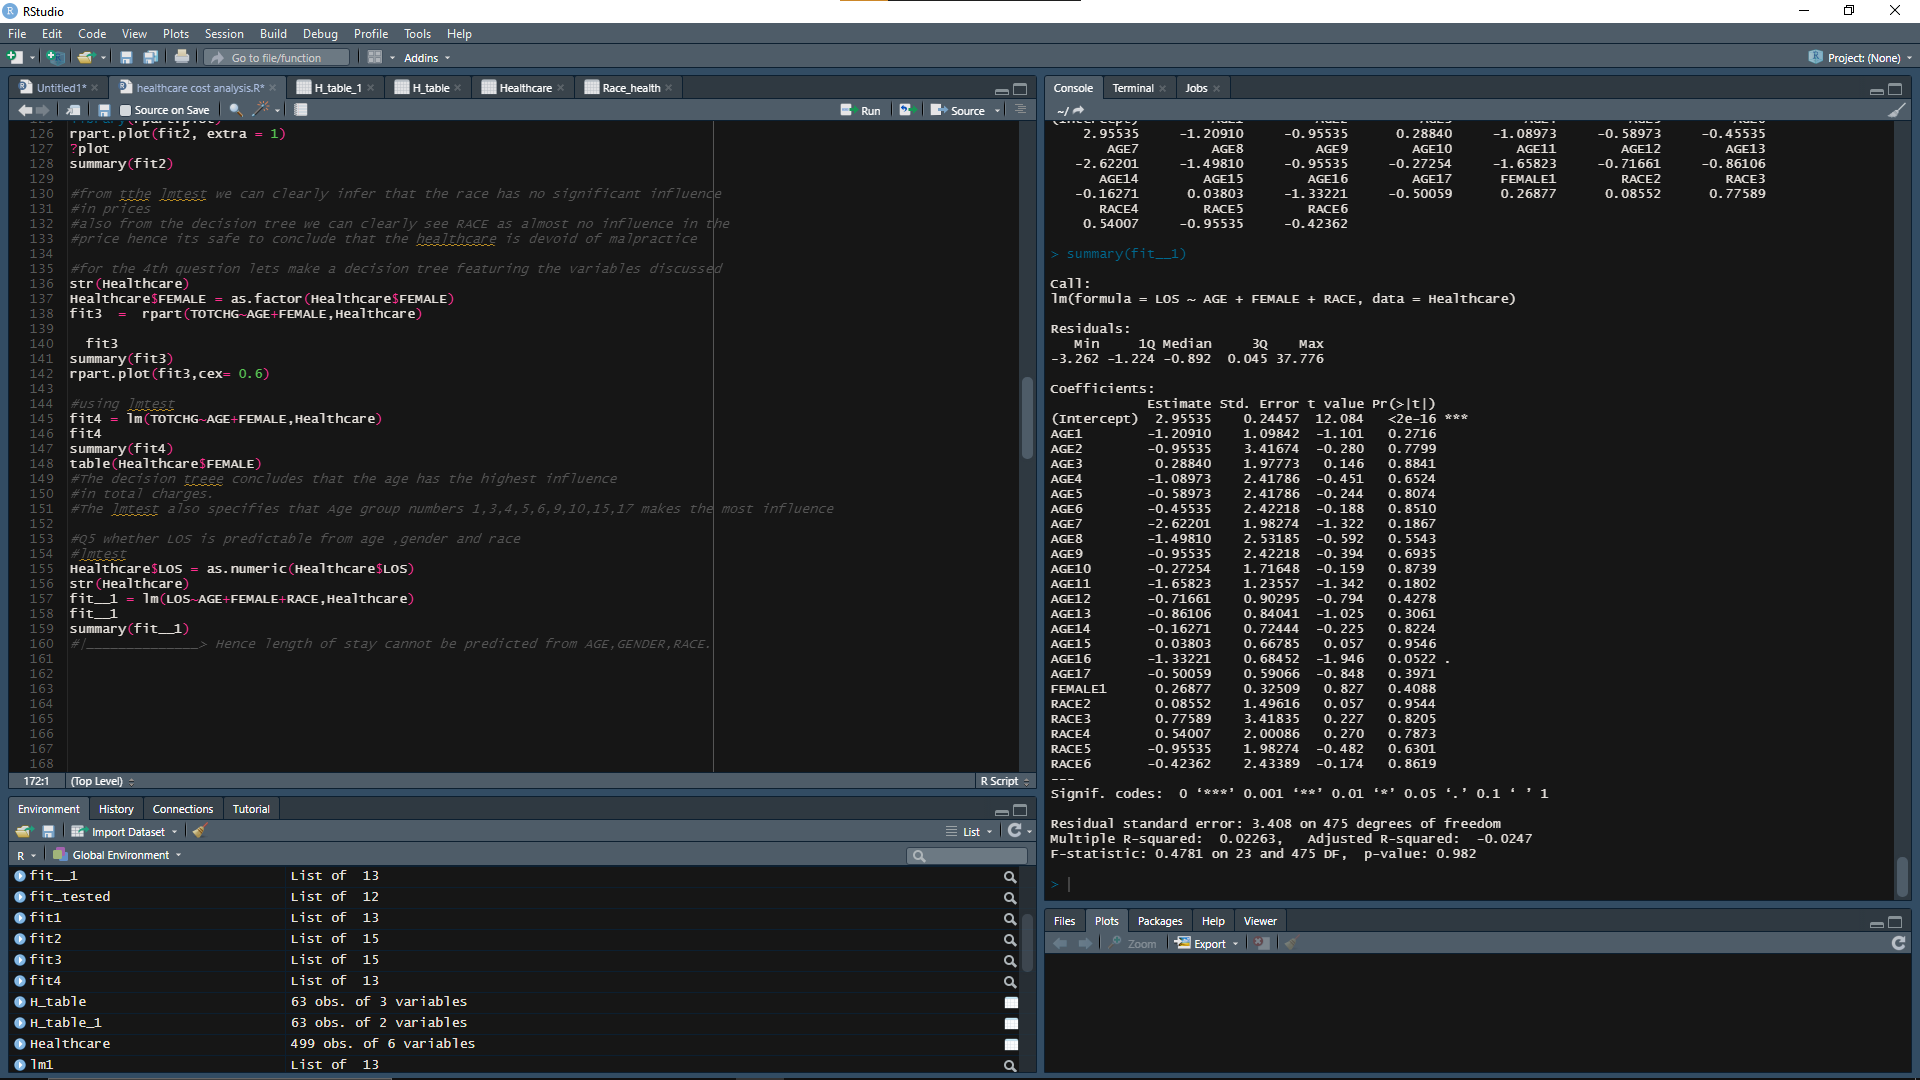 RStudio
File Edit Code View Plots Session Build Debug Profile Tools Help
Go to file/function Addins Project: (None)
Untitled1* healthcare cost analysis.R* H_table_1 H_table Healthcare Race_health
Source on Save Run Source
126 rpart.plot(fit2, extra = 1)
127 ?plot
128 summary(fit2)
129
130 #from tthe lmtest we can clearly infer that the race has no significant influence
131 #in prices
132 #also from the decision tree we can clearly see RACE as almost no influence in the
133 #price hence its safe to conclude that the healthcare is devoid of malpractice
134
135 #for the 4th question lets make a decision tree featuring the variables discussed
136 str(Healthcare)
137 Healthcare$FEMALE = as.factor(Healthcare$FEMALE)
138 fit3  =  rpart(TOTCHG~AGE+FEMALE,Healthcare)
139
140   fit3
141 summary(fit3)
142 rpart.plot(fit3,cex= 0.6)
143
144 #using lmtest
145 fit4 = lm(TOTCHG~AGE+FEMALE,Healthcare)
146 fit4
147 summary(fit4)
148 table(Healthcare$FEMALE)
149 #The decision treee concludes that the age has the highest influence
150 #in total charges.
151 #The lmtest also specifies that Age group numbers 1,3,4,5,6,9,10,15,17 makes the most influence
152
153 #Q5 whether LOS is predictable from age ,gender and race
154 #lmtest
155 Healthcare$LOS = as.numeric(Healthcare$LOS)
156 str(Healthcare)
157 fit__1 = lm(LOS~AGE+FEMALE+RACE,Healthcare)
158 fit__1
159 summary(fit__1)
160 #|______________> Hence length of stay cannot be predicted from AGE,GENDER,RACE.
161
162
163
164
165
166
167
168
172:1 (Top Level) R Script
Environment History Connections Tutorial
Import Dataset List
R Global Environment
fit__1 List of 13
fit_tested List of 12
fit1 List of 13
fit2 List of 15
fit3 List of 15
fit4 List of 13
H_table 63 obs. of 3 variables
H_table_1 63 obs. of 2 variables
Healthcare 499 obs. of 6 variables
lm1 List of 13
Console Terminal Jobs
~/
2.95535 -1.20910 -0.95535 0.28840 -1.08973 -0.58973 -0.45535
AGE7 AGE8 AGE9 AGE10 AGE11 AGE12 AGE13
-2.62201 -1.49810 -0.95535 -0.27254 -1.65823 -0.71661 -0.86106
AGE14 AGE15 AGE16 AGE17 FEMALE1 RACE2 RACE3
-0.16271 0.03803 -1.33221 -0.50059 0.26877 0.08552 0.77589
RACE4 RACE5 RACE6
0.54007 -0.95535 -0.42362
> summary(fit__1)
Call:
lm(formula = LOS ~ AGE + FEMALE + RACE, data = Healthcare)
Residuals:
Min 1Q Median 3Q Max
-3.262 -1.224 -0.892 0.045 37.776
Coefficients:
Estimate Std. Error t value Pr(>|t|)
(Intercept) 2.95535 0.24457 12.084 <2e-16 ***
AGE1 -1.20910 1.09842 -1.101 0.2716
AGE2 -0.95535 3.41674 -0.280 0.7799
AGE3 0.28840 1.97773 0.146 0.8841
AGE4 -1.08973 2.41786 -0.451 0.6524
AGE5 -0.58973 2.41786 -0.244 0.8074
AGE6 -0.45535 2.42218 -0.188 0.8510
AGE7 -2.62201 1.98274 -1.322 0.1867
AGE8 -1.49810 2.53185 -0.592 0.5543
AGE9 -0.95535 2.42218 -0.394 0.6935
AGE10 -0.27254 1.71648 -0.159 0.8739
AGE11 -1.65823 1.23557 -1.342 0.1802
AGE12 -0.71661 0.90295 -0.794 0.4278
AGE13 -0.86106 0.84041 -1.025 0.3061
AGE14 -0.16271 0.72444 -0.225 0.8224
AGE15 0.03803 0.66785 0.057 0.9546
AGE16 -1.33221 0.68452 -1.946 0.0522 .
AGE17 -0.50059 0.59066 -0.848 0.3971
FEMALE1 0.26877 0.32509 0.827 0.4088
RACE2 0.08552 1.49616 0.057 0.9544
RACE3 0.77589 3.41835 0.227 0.8205
RACE4 0.54007 2.00086 0.270 0.7873
RACE5 -0.95535 1.98274 -0.482 0.6301
RACE6 -0.42362 2.43389 -0.174 0.8619
---
Signif. codes:  0 ‘***’ 0.001 ‘**’ 0.01 ‘*’ 0.05 ‘.’ 0.1 ‘ ’ 1
Residual standard error: 3.408 on 475 degrees of freedom
Multiple R-squared:  0.02263,   Adjusted R-squared:  -0.0247
F-statistic: 0.4781 on 23 and 475 DF,  p-value: 0.982
>
Files Plots Packages Help Viewer
Zoom Export